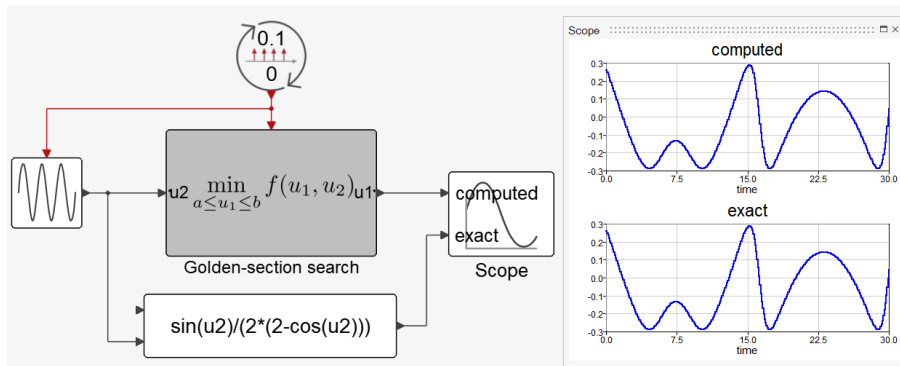 0.1
0
u2 min f(u₁, u₂) u1
a≤u₁≤b
Golden-section search
sin(u2)/(2*(2-cos(u2)))
computed
exact
Scope
Scope
computed
0.3
0.2
0.1
-0.1
-0.2
-0.3
0.0 7.5 15.0 22.5 30.0
time
exact
0.3
0.2
0.1
0.0
-0.1
-0.2
-0.3
0.0 7.5 15.0 22.5 30.0
time